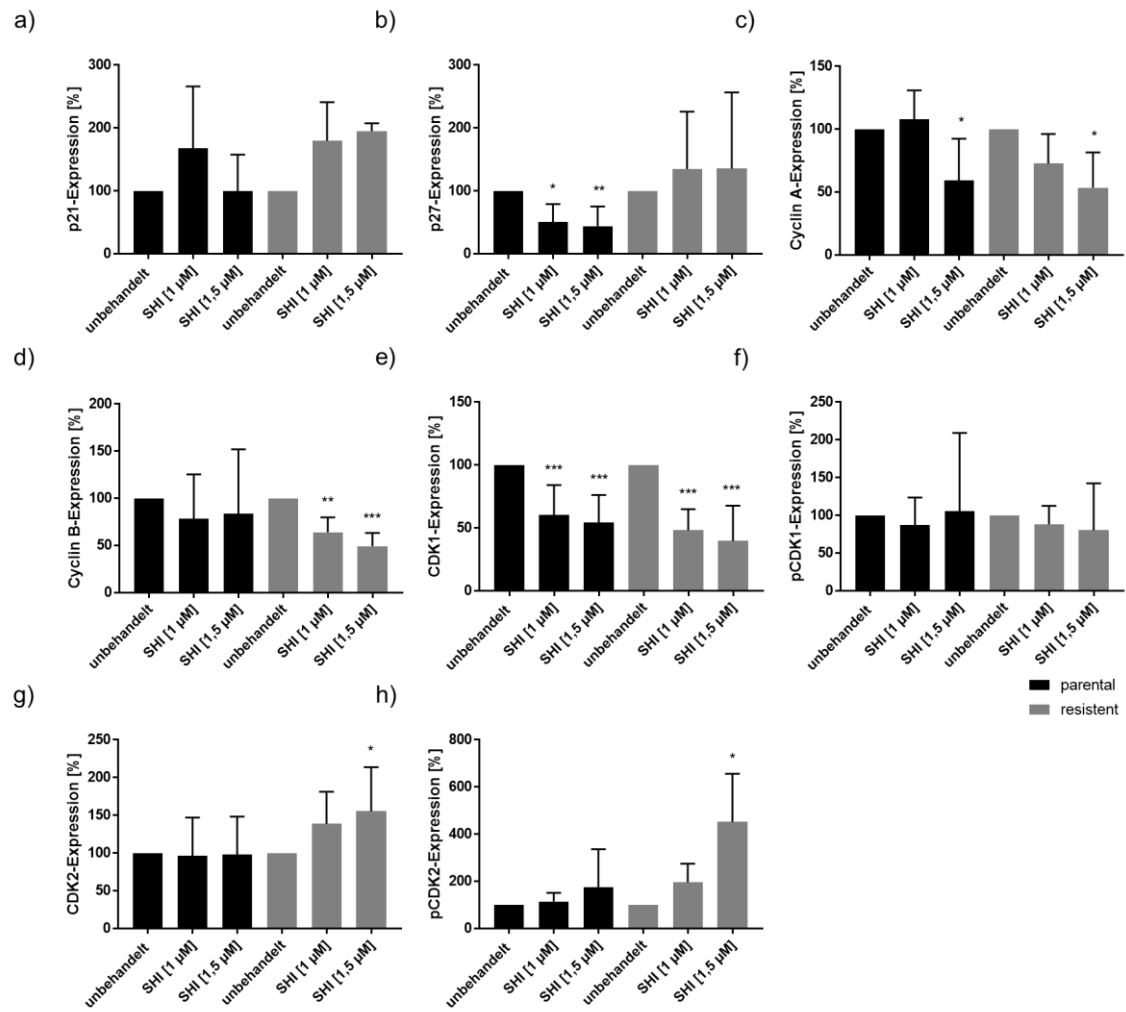 a)
p21-Expression [%]
300
200
100
0
unbehandelt
SHI [1 µM]
SHI [1,5 µM]
unbehandelt
SHI [1 µM]
SHI [1,5 µM]
b)
p27-Expression [%]
300
200
100
0
*
**
unbehandelt
SHI [1 µM]
SHI [1,5 µM]
unbehandelt
SHI [1 µM]
SHI [1,5 µM]
c)
Cyclin A-Expression [%]
150
100
50
0
*
*
unbehandelt
SHI [1 µM]
SHI [1,5 µM]
unbehandelt
SHI [1 µM]
SHI [1,5 µM]
d)
Cyclin B-Expression [%]
200
150
100
50
0
**
***
unbehandelt
SHI [1 µM]
SHI [1,5 µM]
unbehandelt
SHI [1 µM]
SHI [1,5 µM]
e)
CDK1-Expression [%]
150
100
50
0
***
***
***
***
unbehandelt
SHI [1 µM]
SHI [1,5 µM]
unbehandelt
SHI [1 µM]
SHI [1,5 µM]
f)
pCDK1-Expression [%]
250
200
150
100
50
0
unbehandelt
SHI [1 µM]
SHI [1,5 µM]
unbehandelt
SHI [1 µM]
SHI [1,5 µM]
parental
resistent
g)
CDK2-Expression [%]
250
200
150
100
50
0
*
unbehandelt
SHI [1 µM]
SHI [1,5 µM]
unbehandelt
SHI [1 µM]
SHI [1,5 µM]
h)
pCDK2-Expression [%]
800
600
400
200
0
*
unbehandelt
SHI [1 µM]
SHI [1,5 µM]
unbehandelt
SHI [1 µM]
SHI [1,5 µM]